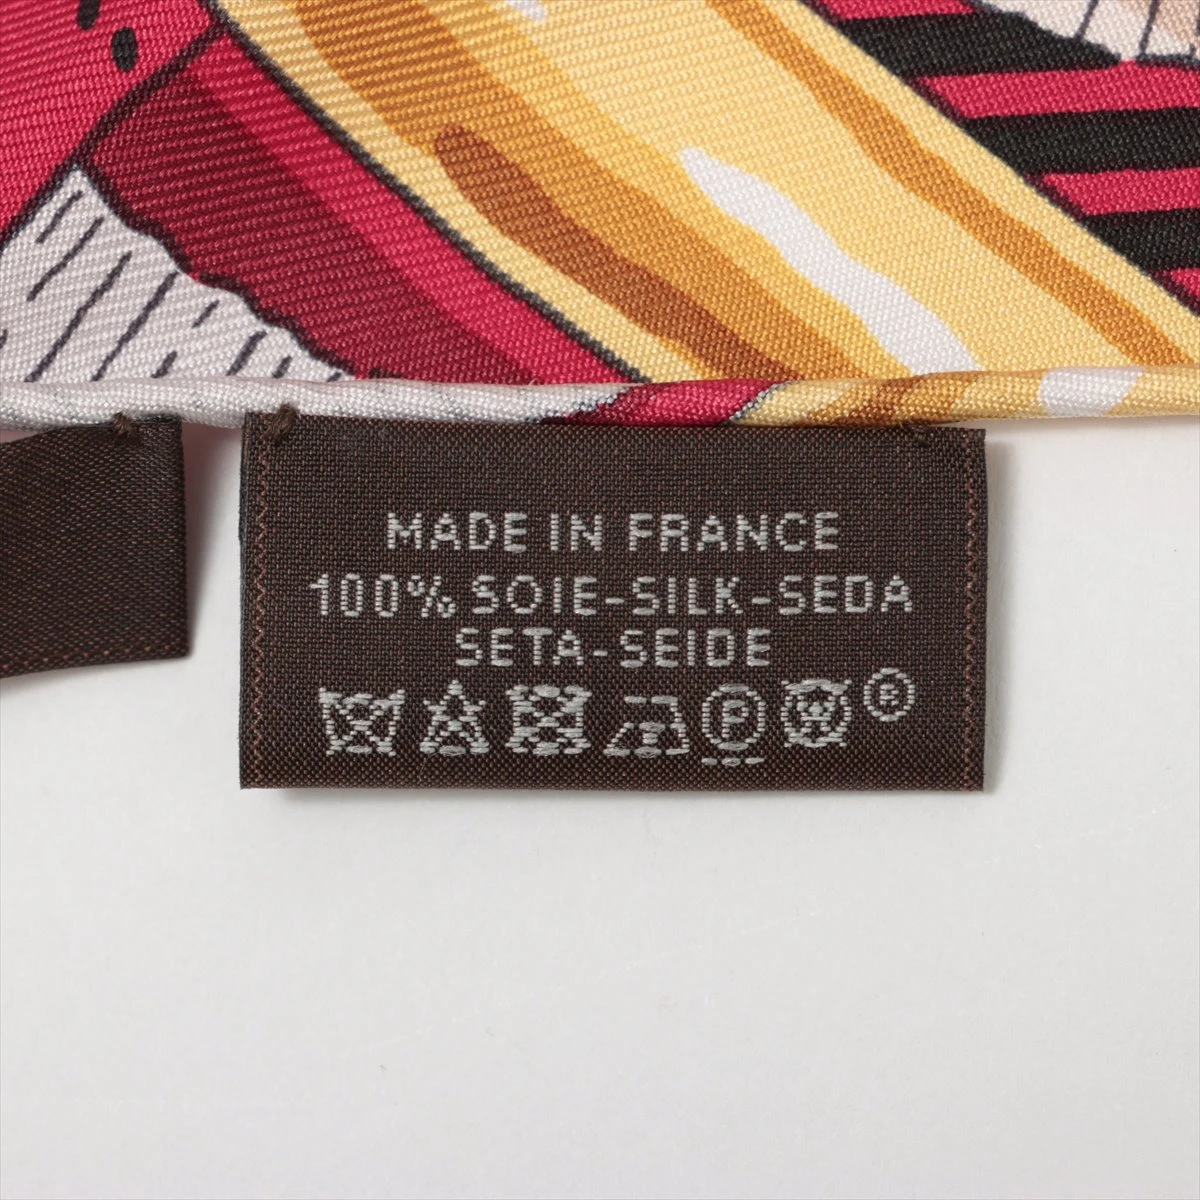 MADE IN FRANCE
100% SOIE-SILK-SEDA
SETA-SEIDE
P ®